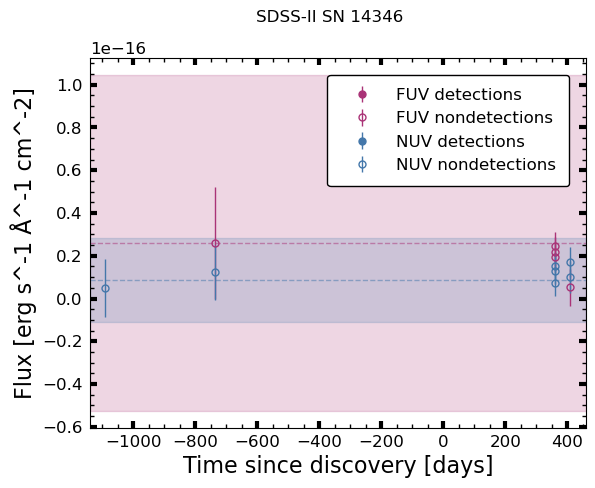 SDSS-II SN 14346
1e−16
FUV detections
FUV nondetections
NUV detections
NUV nondetections
Flux [erg s^-1 Å^-1 cm^-2]
1.0
0.8
0.6
0.4
0.2
0.0
−0.2
−0.4
−0.6
−1000 −800 −600 −400 −200 0 200 400
Time since discovery [days]